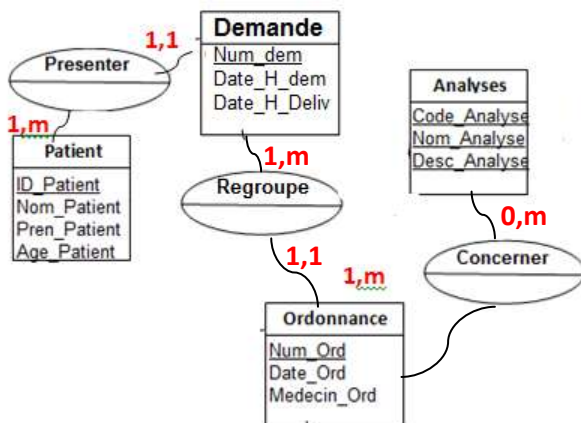 Demande
Num_dem
Date_H_dem
Date_H_Deliv
1,1
Presenter
1,m
Patient
ID_Patient
Nom_Patient
Pren_Patient
Age_Patient
1,m
Regroupe
1,1
Analyses
Code_Analyse
Nom_Analyse
Desc_Analyse
0,m
Concerner
1,m
Ordonnance
Num_Ord
Date_Ord
Medecin_Ord